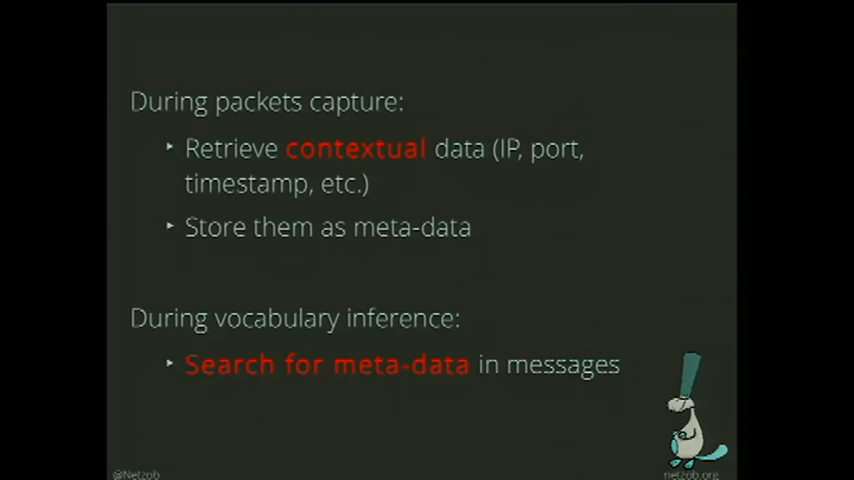 During packets capture:
‣ Retrieve contextual data (IP, port,
timestamp, etc.)
‣ Store them as meta-data
During vocabulary inference:
‣ Search for meta-data in messages
@Netzob
netzob.org